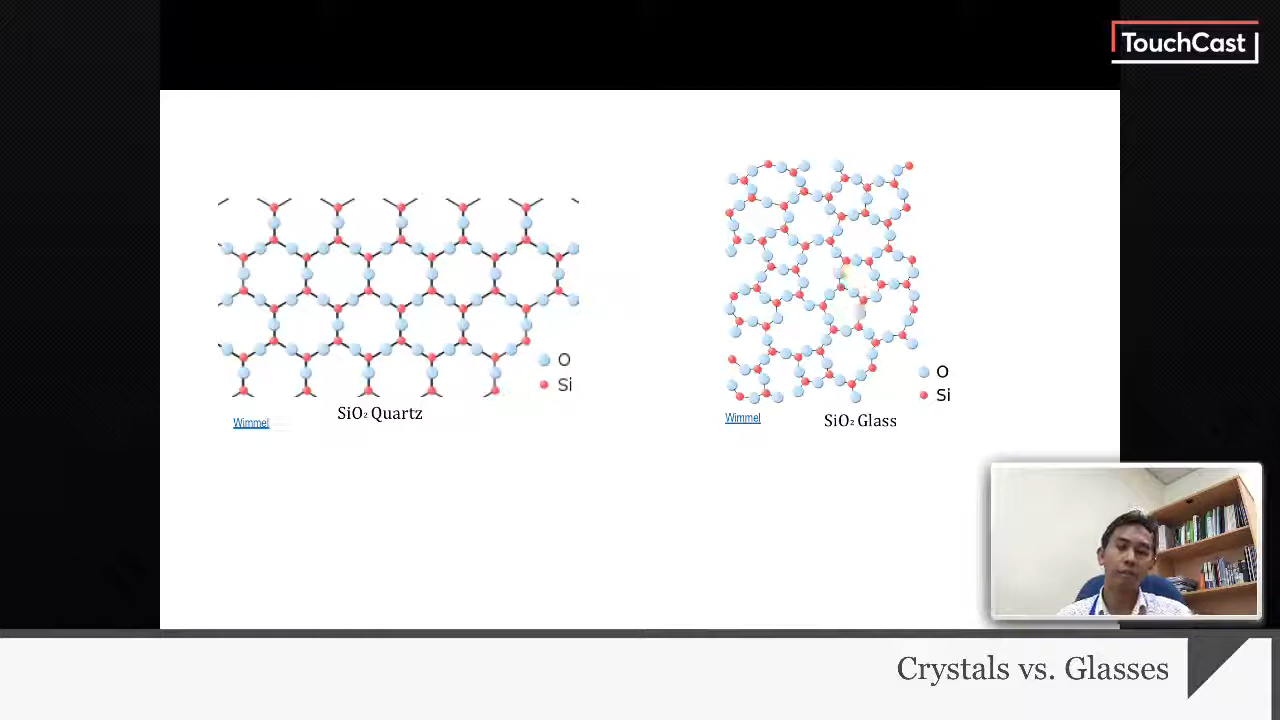 TouchCast
O
Si
SiO₂ Quartz
Wimmel
O
Si
Wimmel
SiO₂ Glass
Crystals vs. Glasses